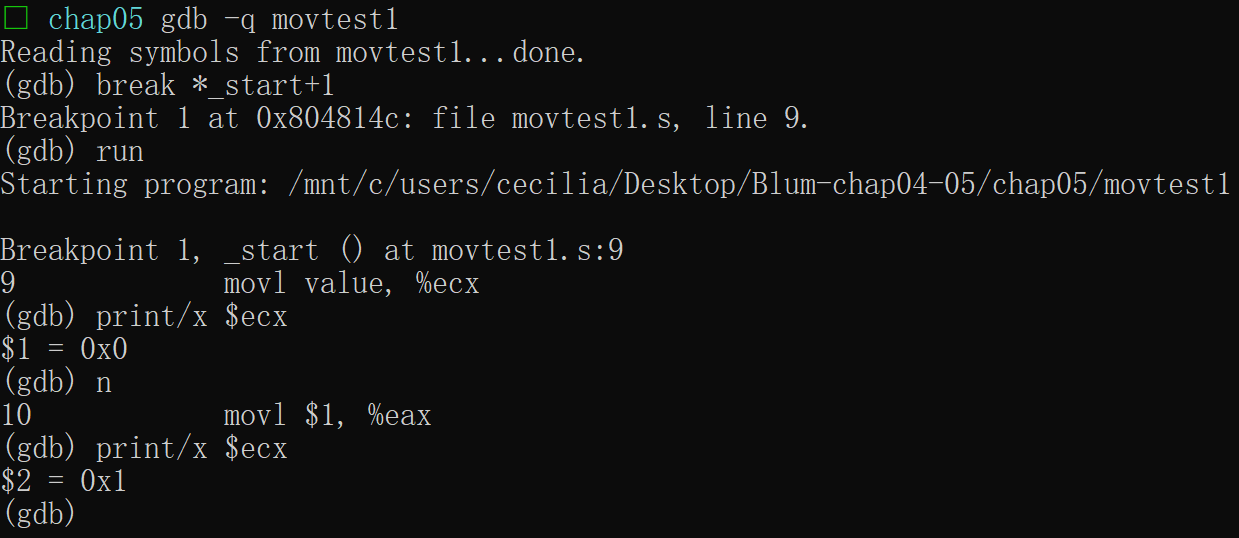 chap05 gdb -q movtest1
Reading symbols from movtest1...done.
(gdb) break *_start+1
Breakpoint 1 at 0x804814c: file movtest1.s, line 9.
(gdb) run
Starting program: /mnt/c/users/cecilia/Desktop/Blum-chap04-05/chap05/movtest1
Breakpoint 1, _start () at movtest1.s:9
9 movl value, %ecx
(gdb) print/x $ecx
$1 = 0x0
(gdb) n
10 movl $1, %eax
(gdb) print/x $ecx
$2 = 0x1
(gdb)